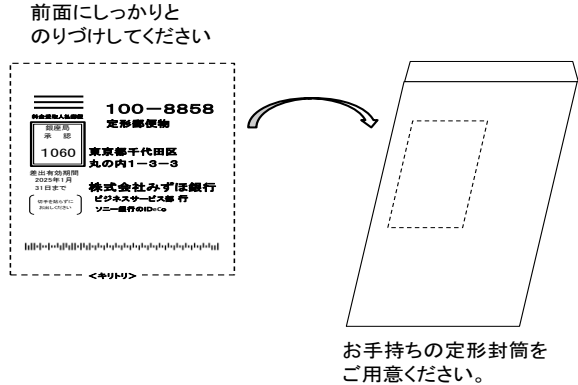 前面にしっかりと
のりづけしてください
料金受取人払郵便
銀座局
承　認
1060
差出有効期間
2025年1月
31日まで
切手を貼らずに
お出しください
100－8858
定形郵便物
東京都千代田区
丸の内1－3－3
株式会社みずほ銀行
ビジネスサービス部 行
ソニー銀行のiDeCo
＜キリトリ＞
お手持ちの定形封筒を
ご用意ください。